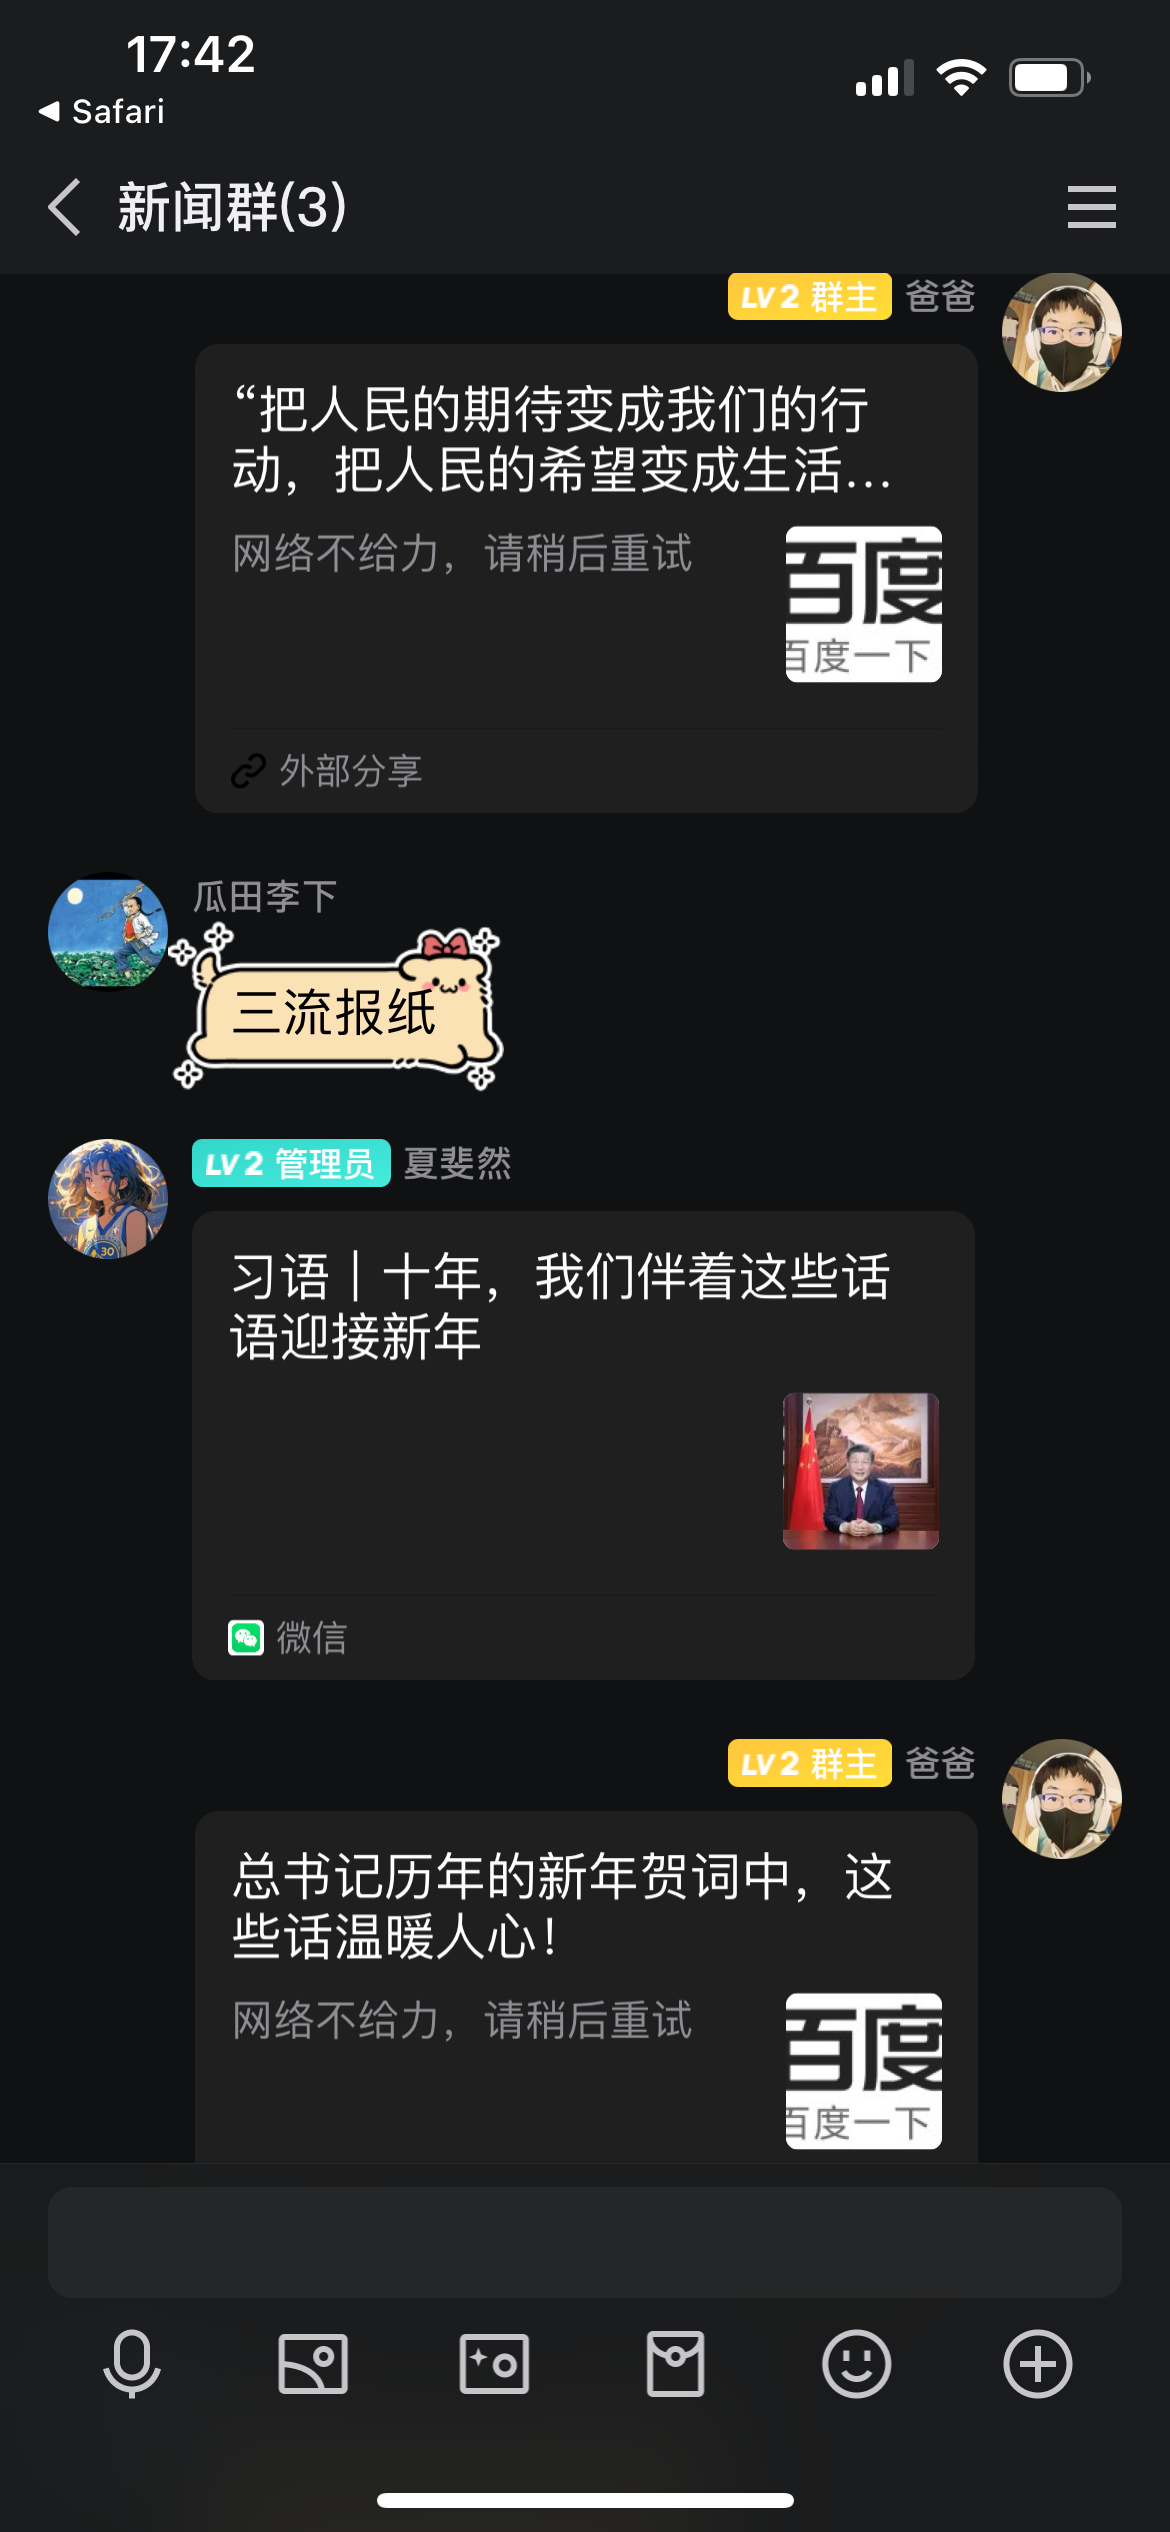 17:42
Safari
新闻群(3)
LV2 群主 爸爸
“把人民的期待变成我们的行
动，把人民的希望变成生活...
网络不给力，请稍后重试
百度
百度一下
外部分享
瓜田李下
三流报纸
LV2 管理员 夏斐然
30
习语｜十年，我们伴着这些话
语迎接新年
微信
LV2 群主 爸爸
总书记历年的新年贺词中，这
些话温暖人心！
网络不给力，请稍后重试
百度
百度一下